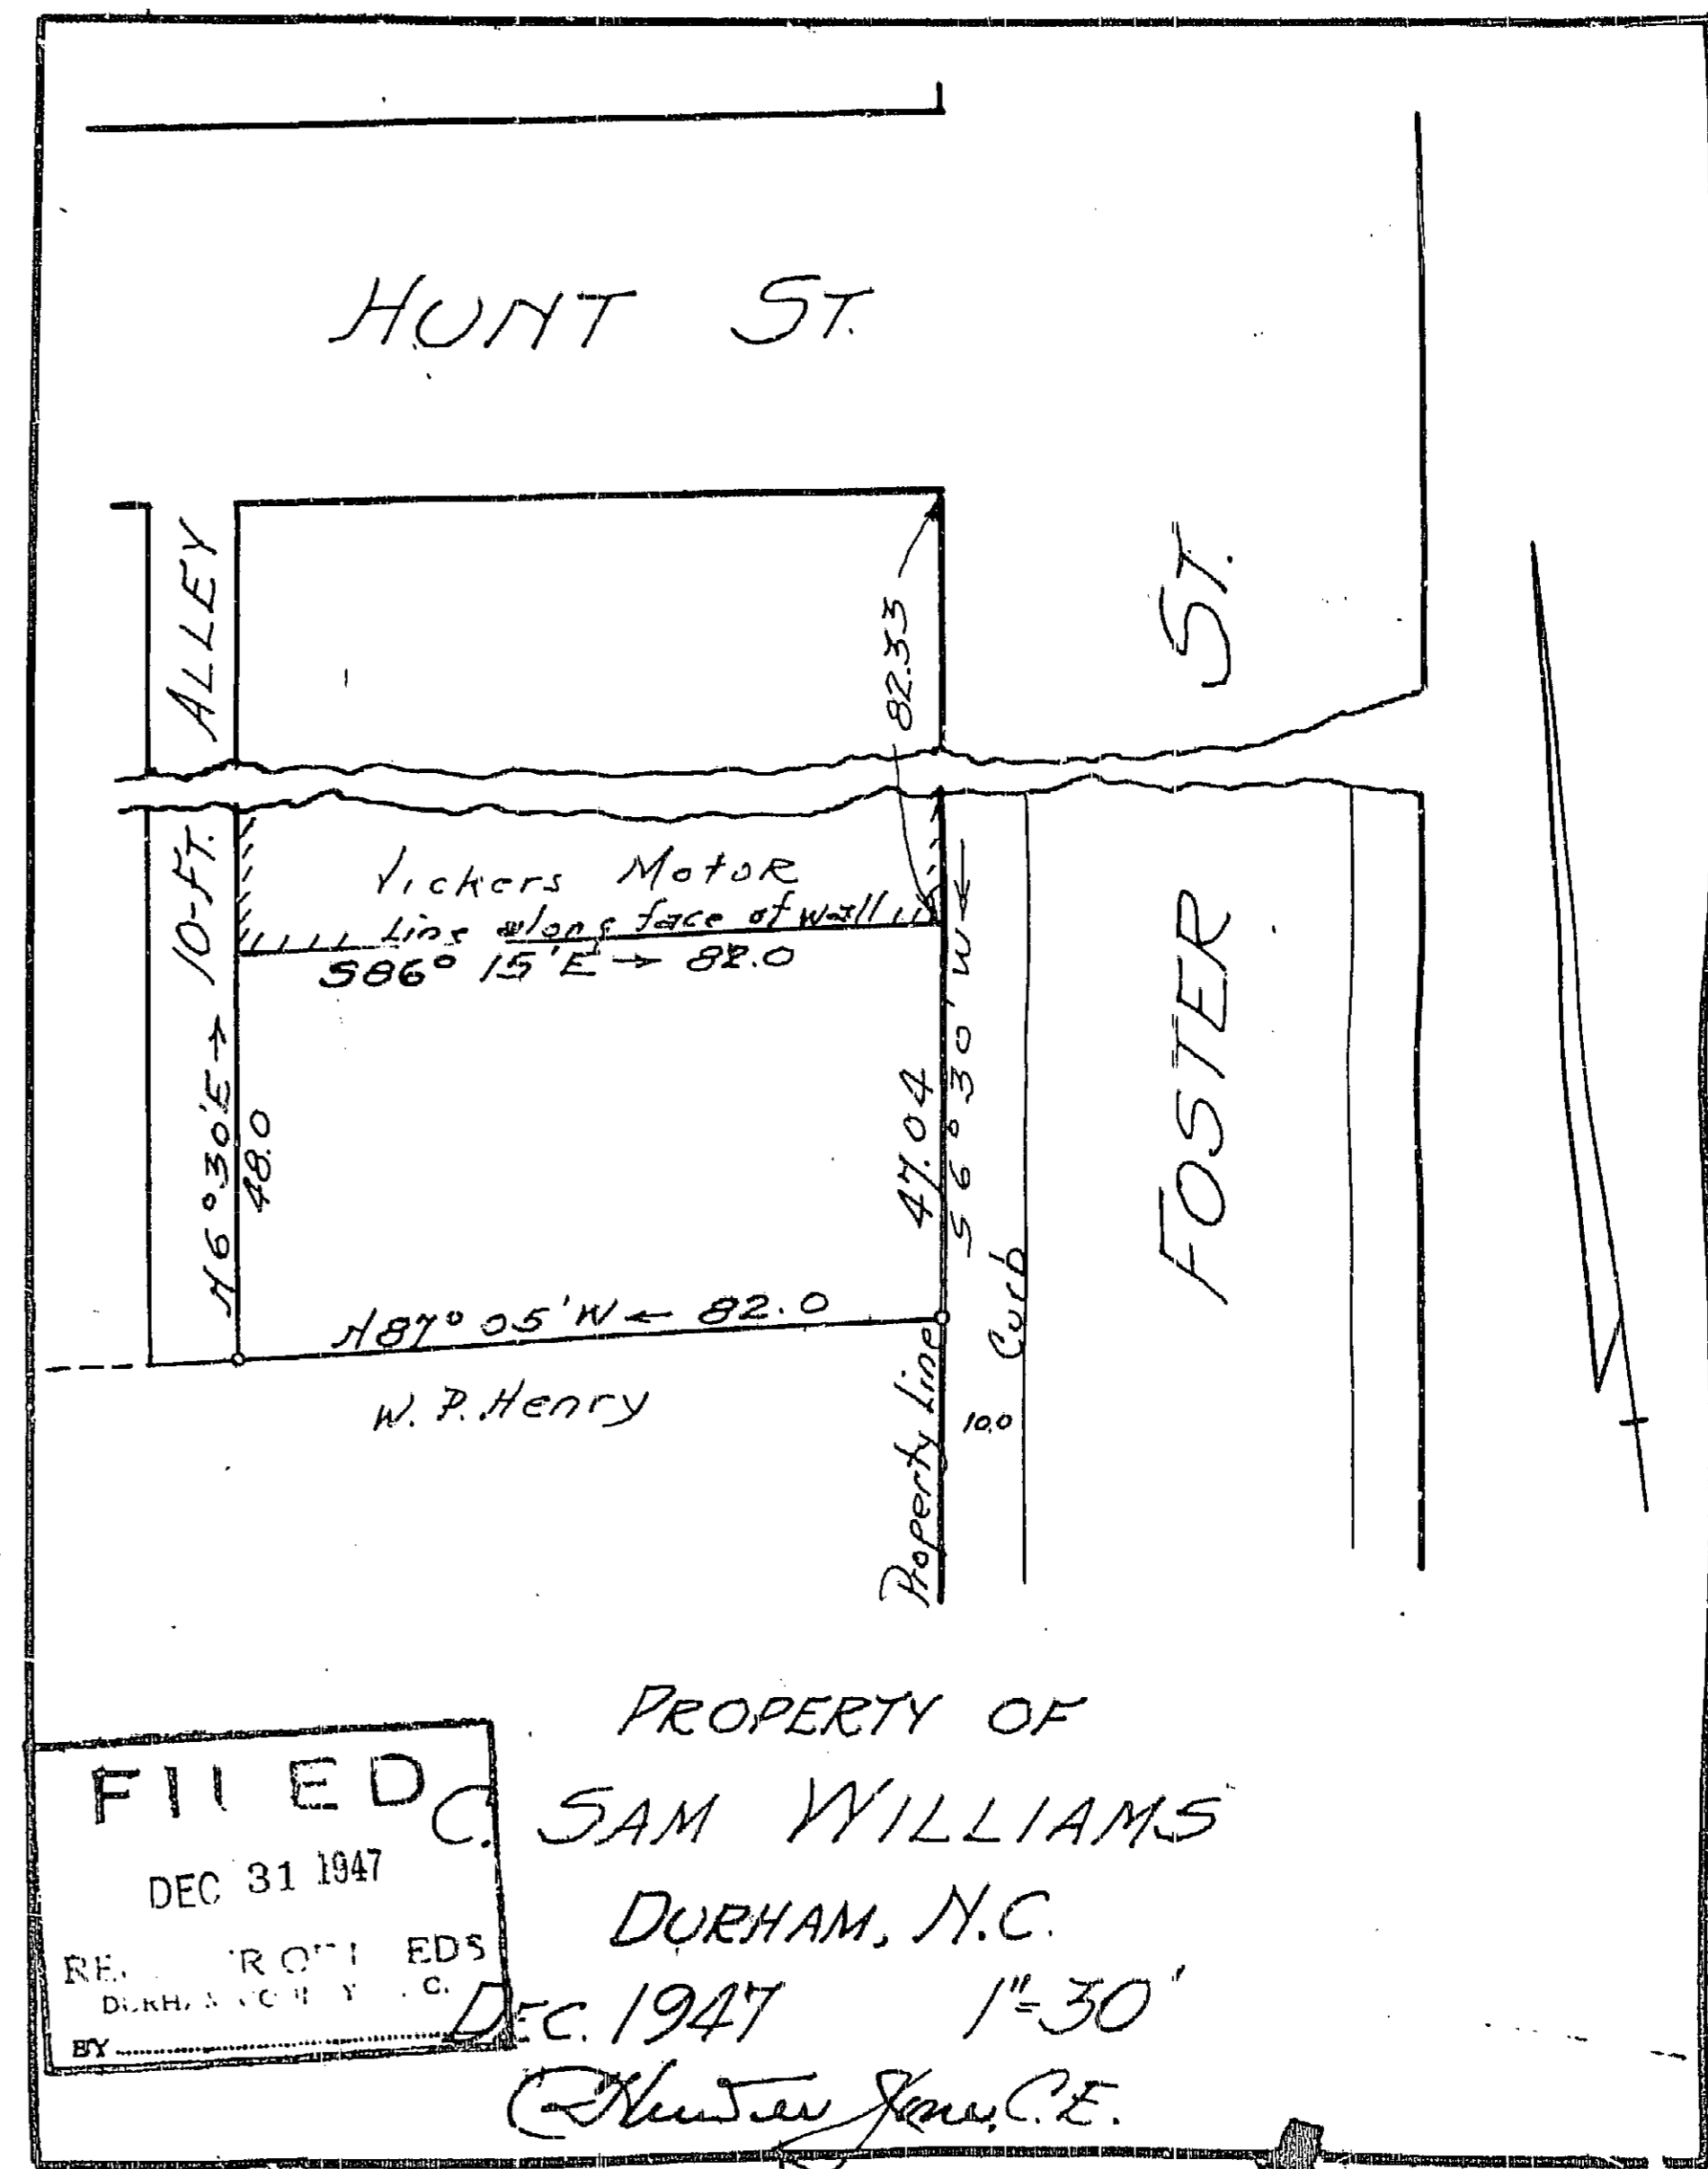 HUNT ST.
ALLEY
10-FT.
82.33
ST.
FOSTER
Vickers Motor
Line along face of wall
S86° 15'E → 82.0
N6°30'E →
48.0
47.04
S6°30'W ←
Curb
N87° 05'W ← 82.0
W. P. Henry
Property Line
10.0
PROPERTY OF
C. SAM WILLIAMS
DURHAM, N.C.
DEC. 1947 1"=30'
C.E.
FILED
DEC 31 1947
BY